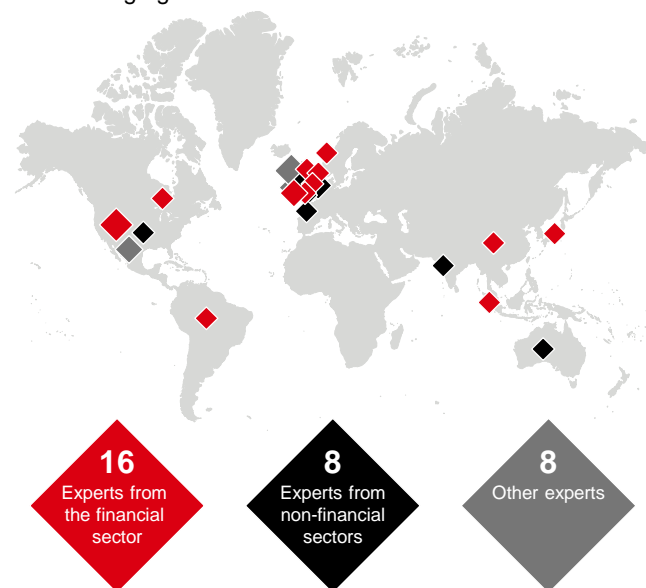 16
Experts from
the financial
sector
8
Experts from
non-financial
sectors
8
Other experts